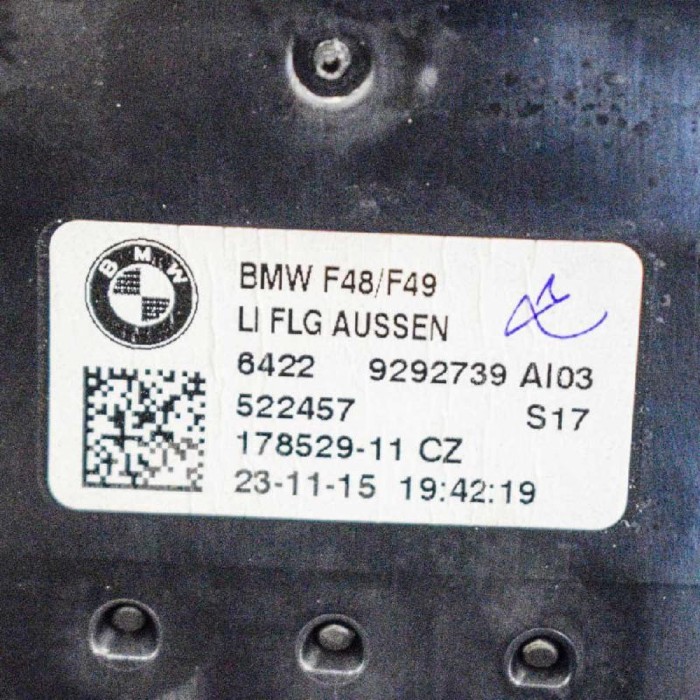 BMW
BMW F48/F49
LI FLG AUSSEN
6422 9292739 AI03
522457 S17
178529-11 CZ
23-11-15 19:42:19